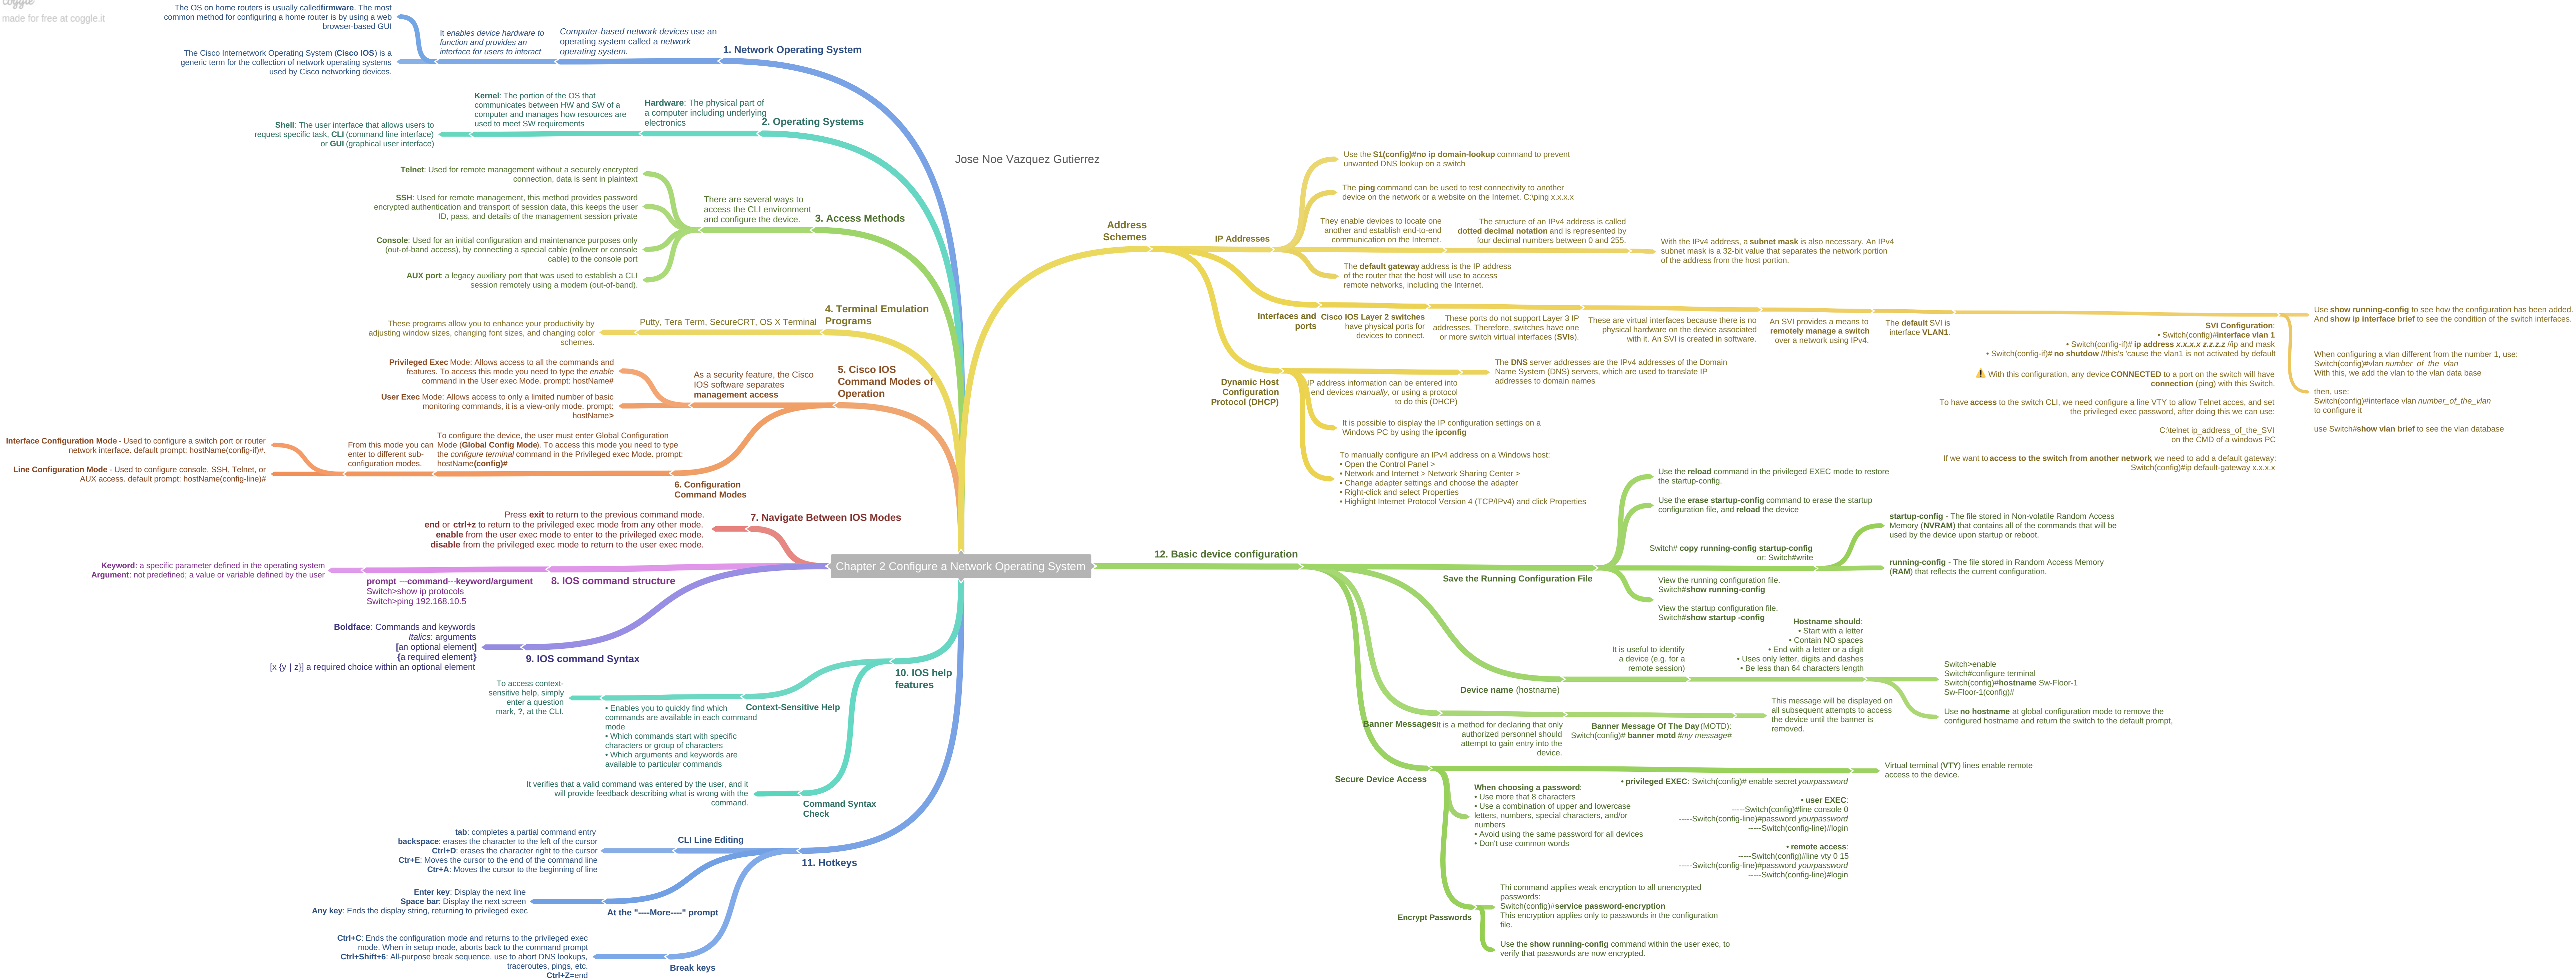 coggle
made for free at coggle.it
Jose Noe Vazquez Gutierrez
Chapter 2 Configure a Network Operating System
1. Network Operating System
Computer-based network devices use an
operating system called a network
operating system.
It enables device hardware to
function and provides an
interface for users to interact
The OS on home routers is usually calledfirmware. The most
common method for configuring a home router is by using a web
browser-based GUI
The Cisco Internetwork Operating System (Cisco IOS) is a
generic term for the collection of network operating systems
used by Cisco networking devices.
2. Operating Systems
Hardware: The physical part of
a computer including underlying
electronics
Kernel: The portion of the OS that
communicates between HW and SW of a
computer and manages how resources are
used to meet SW requirements
Shell: The user interface that allows users to
request specific task, CLI (command line interface)
or GUI (graphical user interface)
3. Access Methods
There are several ways to
access the CLI environment
and configure the device.
Telnet: Used for remote management without a securely encrypted
connection, data is sent in plaintext
SSH: Used for remote management, this method provides password
encrypted authentication and transport of session data, this keeps the user
ID, pass, and details of the management session private
Console: Used for an initial configuration and maintenance purposes only
(out-of-band access), by connecting a special cable (rollover or console
cable) to the console port
AUX port: a legacy auxiliary port that was used to establish a CLI
session remotely using a modem (out-of-band).
4. Terminal Emulation
Programs
Putty, Tera Term, SecureCRT, OS X Terminal
These programs allow you to enhance your productivity by
adjusting window sizes, changing font sizes, and changing color
schemes.
5. Cisco IOS
Command Modes of
Operation
As a security feature, the Cisco
IOS software separates
management access
Privileged Exec Mode: Allows access to all the commands and
features. To access this mode you need to type the enable
command in the User exec Mode. prompt: hostName#
User Exec Mode: Allows access to only a limited number of basic
monitoring commands, it is a view-only mode. prompt:
hostName>
6. Configuration
Command Modes
To configure the device, the user must enter Global Configuration
Mode (Global Config Mode). To access this mode you need to type
the configure terminal command in the Privileged exec Mode. prompt:
hostName(config)#
From this mode you can
enter to different sub-
configuration modes.
Interface Configuration Mode - Used to configure a switch port or router
network interface. default prompt: hostName(config-if)#.
Line Configuration Mode - Used to configure console, SSH, Telnet, or
AUX access. default prompt: hostName(config-line)#
7. Navigate Between IOS Modes
Press exit to return to the previous command mode.
end or ctrl+z to return to the privileged exec mode from any other mode.
enable from the user exec mode to enter to the privileged exec mode.
disable from the privileged exec mode to return to the user exec mode.
8. IOS command structure
prompt ---command---keyword/argument
Switch>show ip protocols
Switch>ping 192.168.10.5
Keyword: a specific parameter defined in the operating system
Argument: not predefined; a value or variable defined by the user
9. IOS command Syntax
Boldface: Commands and keywords
Italics: arguments
[an optional element]
{a required element}
[x {y | z}] a required choice within an optional element
10. IOS help
features
Context-Sensitive Help
• Enables you to quickly find which
commands are available in each command
mode
• Which commands start with specific
characters or group of characters
• Which arguments and keywords are
available to particular commands
To access context-
sensitive help, simply
enter a question
mark, ?, at the CLI.
Command Syntax
Check
It verifies that a valid command was entered by the user, and it
will provide feedback describing what is wrong with the
command.
11. Hotkeys
CLI Line Editing
tab: completes a partial command entry
backspace: erases the character to the left of the cursor
Ctrl+D: erases the character right to the cursor
Ctr+E: Moves the cursor to the end of the command line
Ctr+A: Moves the cursor to the beginning of line
At the "----More----" prompt
Enter key: Display the next line
Space bar: Display the next screen
Any key: Ends the display string, returning to privileged exec
Break keys
Ctrl+C: Ends the configuration mode and returns to the privileged exec
mode. When in setup mode, aborts back to the command prompt
Ctrl+Shift+6: All-purpose break sequence. use to abort DNS lookups,
traceroutes, pings, etc.
Ctrl+Z=end
Address
Schemes
IP Addresses
Use the S1(config)#no ip domain-lookup command to prevent
unwanted DNS lookup on a switch
The ping command can be used to test connectivity to another
device on the network or a website on the Internet. C:\ping x.x.x.x
They enable devices to locate one
another and establish end-to-end
communication on the Internet.
The structure of an IPv4 address is called
dotted decimal notation and is represented by
four decimal numbers between 0 and 255.
With the IPv4 address, a subnet mask is also necessary. An IPv4
subnet mask is a 32-bit value that separates the network portion
of the address from the host portion.
The default gateway address is the IP address
of the router that the host will use to access
remote networks, including the Internet.
Interfaces and
ports
Cisco IOS Layer 2 switches
have physical ports for
devices to connect.
These ports do not support Layer 3 IP
addresses. Therefore, switches have one
or more switch virtual interfaces (SVIs).
These are virtual interfaces because there is no
physical hardware on the device associated
with it. An SVI is created in software.
An SVI provides a means to
remotely manage a switch
over a network using IPv4.
The default SVI is
interface VLAN1.
SVI Configuration:
• Switch(config)#interface vlan 1
• Switch(config-if)# ip address x.x.x.x z.z.z.z //ip and mask
• Switch(config-if)# no shutdow //this's 'cause the vlan1 is not activated by default
⚠ With this configuration, any device CONNECTED to a port on the switch will have
connection (ping) with this Switch.
To have access to the switch CLI, we need configure a line VTY to allow Telnet acces, and set
the privileged exec password, after doing this we can use:
C:\telnet ip_address_of_the_SVI
on the CMD of a windows PC
If we want to access to the switch from another network we need to add a default gateway:
Switch(config)#ip default-gateway x.x.x.x
Use show running-config to see how the configuration has been added.
And show ip interface brief to see the condition of the switch interfaces.
When configuring a vlan different from the number 1, use:
Switch(config)#vlan number_of_the_vlan
With this, we add the vlan to the vlan data base
then, use:
Switch(config)#interface vlan number_of_the_vlan
to configure it
use Switch#show vlan brief to see the vlan database
Dynamic Host
Configuration
Protocol (DHCP)
IP address information can be entered into
end devices manually, or using a protocol
to do this (DHCP)
The DNS server addresses are the IPv4 addresses of the Domain
Name System (DNS) servers, which are used to translate IP
addresses to domain names
It is possible to display the IP configuration settings on a
Windows PC by using the ipconfig
To manually configure an IPv4 address on a Windows host:
• Open the Control Panel >
• Network and Internet > Network Sharing Center >
• Change adapter settings and choose the adapter
• Right-click and select Properties
• Highlight Internet Protocol Version 4 (TCP/IPv4) and click Properties
12. Basic device configuration
Save the Running Configuration File
Use the reload command in the privileged EXEC mode to restore
the startup-config.
Use the erase startup-config command to erase the startup
configuration file, and reload the device
Switch# copy running-config startup-config
or: Switch#write
startup-config - The file stored in Non-volatile Random Access
Memory (NVRAM) that contains all of the commands that will be
used by the device upon startup or reboot.
running-config - The file stored in Random Access Memory
(RAM) that reflects the current configuration.
View the running configuration file.
Switch#show running-config
View the startup configuration file.
Switch#show startup -config
Device name (hostname)
It is useful to identify
a device (e.g. for a
remote session)
Hostname should:
• Start with a letter
• Contain NO spaces
• End with a letter or a digit
• Uses only letter, digits and dashes
• Be less than 64 characters length
Switch>enable
Switch#configure terminal
Switch(config)#hostname Sw-Floor-1
Sw-Floor-1(config)#
Use no hostname at global configuration mode to remove the
configured hostname and return the switch to the default prompt,
Banner Messages
It is a method for declaring that only
authorized personnel should
attempt to gain entry into the
device.
Banner Message Of The Day (MOTD):
Switch(config)# banner motd #my message#
This message will be displayed on
all subsequent attempts to access
the device until the banner is
removed.
Secure Device Access
• privileged EXEC: Switch(config)# enable secret yourpassword
• user EXEC:
-----Switch(config)#line console 0
-----Switch(config-line)#password yourpassword
-----Switch(config-line)#login
• remote access:
-----Switch(config)#line vty 0 15
-----Switch(config-line)#password yourpassword
-----Switch(config-line)#login
Virtual terminal (VTY) lines enable remote
access to the device.
When choosing a password:
• Use more that 8 characters
• Use a combination of upper and lowercase
letters, numbers, special characters, and/or
numbers
• Avoid using the same password for all devices
• Don't use common words
Encrypt Passwords
Thi command applies weak encryption to all unencrypted
passwords:
Switch(config)#service password-encryption
This encryption applies only to passwords in the configuration
file.
Use the show running-config command within the user exec, to
verify that passwords are now encrypted.